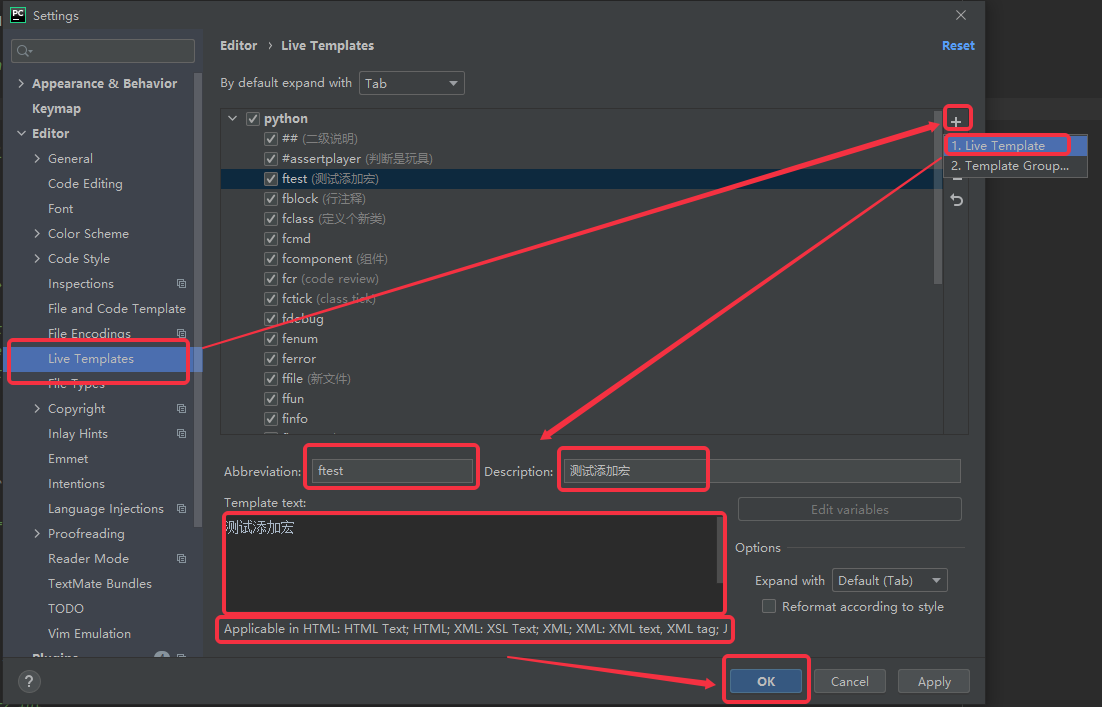 PC Settings
Editor › Live Templates
Reset
By default expand with Tab
Appearance & Behavior
Keymap
Editor
General
Code Editing
Font
Color Scheme
Code Style
Inspections
File and Code Template
File Encodings
Live Templates
File Types
Copyright
Inlay Hints
Emmet
Intentions
Language Injections
Proofreading
Reader Mode
TextMate Bundles
TODO
Vim Emulation
Plugins
python
## (二级说明)
#assertplayer (判断是玩具)
ftest (测试添加宏)
fblock (行注释)
fclass (定义个新类)
fcmd
fcomponent (组件)
fcr (code review)
fctick (class tick)
fdebug
fenum
ferror
ffile (新文件)
ffun
finfo
1. Live Template
2. Template Group...
Abbreviation: ftest
Description: 测试添加宏
Template text:
测试添加宏
Edit variables
Options
Expand with Default (Tab)
Reformat according to style
Applicable in HTML: HTML Text; HTML; XML: XSL Text; XML; XML: XML text, XML tag; J
?
OK
Cancel
Apply